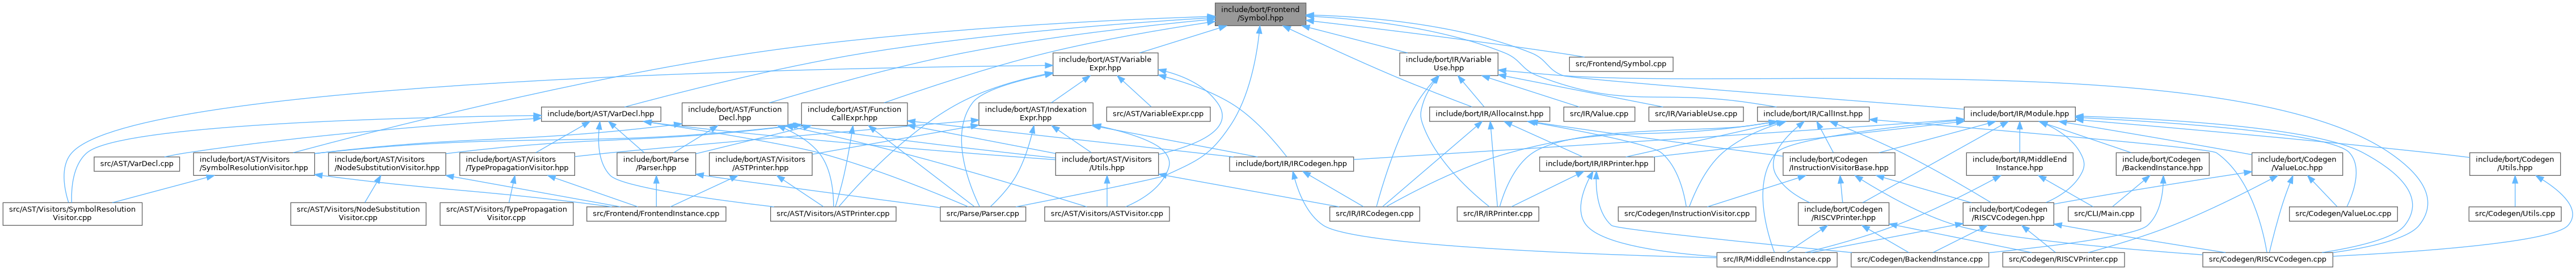 include/bort/Frontend
/Symbol.hpp
include/bort/AST/Variable
Expr.hpp
include/bort/IR/Variable
Use.hpp
src/Frontend/Symbol.cpp
include/bort/AST/VarDecl.hpp
include/bort/AST/Function
Decl.hpp
include/bort/AST/Function
CallExpr.hpp
include/bort/AST/Indexation
Expr.hpp
src/AST/VariableExpr.cpp
include/bort/IR/AllocaInst.hpp
src/IR/Value.cpp
src/IR/VariableUse.cpp
include/bort/IR/CallInst.hpp
include/bort/IR/Module.hpp
src/AST/VarDecl.cpp
include/bort/AST/Visitors
/SymbolResolutionVisitor.hpp
include/bort/AST/Visitors
/NodeSubstitutionVisitor.hpp
include/bort/AST/Visitors
/TypePropagationVisitor.hpp
include/bort/Parse
/Parser.hpp
include/bort/AST/Visitors
/ASTPrinter.hpp
include/bort/AST/Visitors
/Utils.hpp
include/bort/IR/IRCodegen.hpp
include/bort/IR/IRPrinter.hpp
include/bort/Codegen
/InstructionVisitorBase.hpp
include/bort/IR/MiddleEnd
Instance.hpp
include/bort/Codegen
/BackendInstance.hpp
include/bort/Codegen
/ValueLoc.hpp
include/bort/Codegen
/Utils.hpp
src/AST/Visitors/SymbolResolution
Visitor.cpp
src/AST/Visitors/NodeSubstitution
Visitor.cpp
src/AST/Visitors/TypePropagation
Visitor.cpp
src/Frontend/FrontendInstance.cpp
src/AST/Visitors/ASTPrinter.cpp
src/Parse/Parser.cpp
src/AST/Visitors/ASTVisitor.cpp
src/IR/IRCodegen.cpp
src/IR/IRPrinter.cpp
src/Codegen/InstructionVisitor.cpp
include/bort/Codegen
/RISCVPrinter.hpp
include/bort/Codegen
/RISCVCodegen.hpp
src/CLI/Main.cpp
src/Codegen/ValueLoc.cpp
src/Codegen/Utils.cpp
src/IR/MiddleEndInstance.cpp
src/Codegen/BackendInstance.cpp
src/Codegen/RISCVPrinter.cpp
src/Codegen/RISCVCodegen.cpp